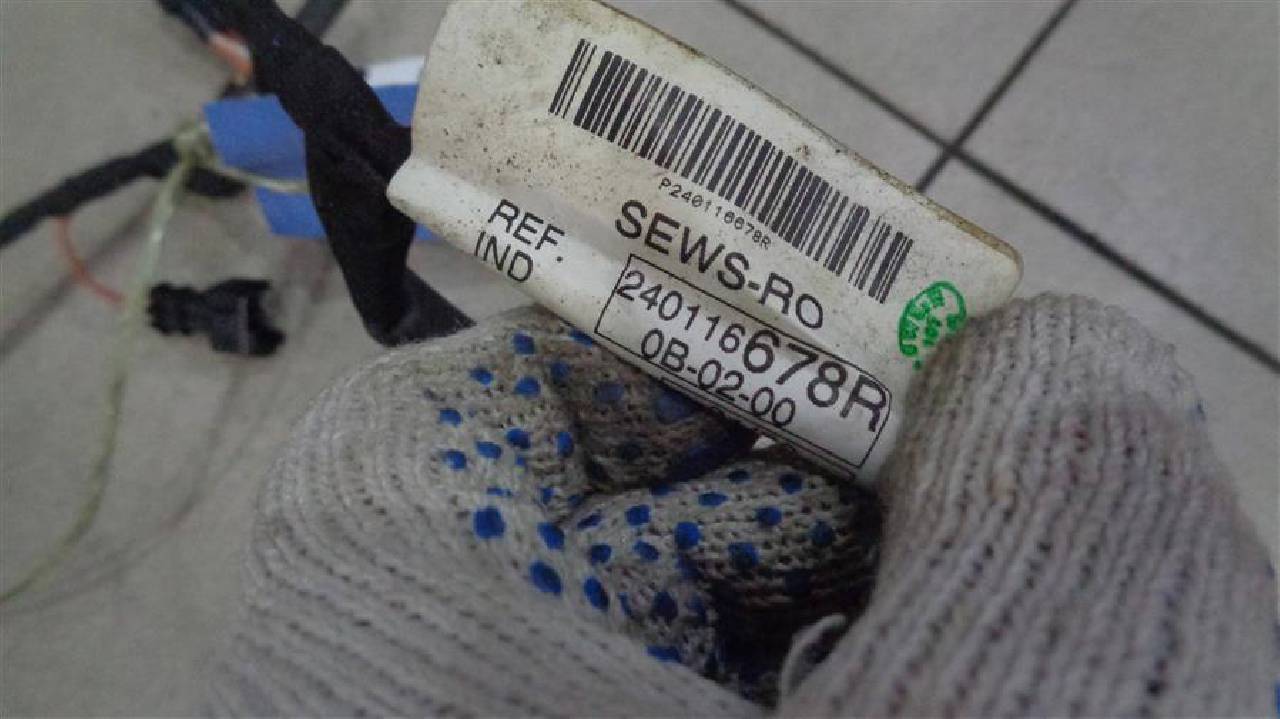 P240116678R
SEWS-RO
REF. 240116678R
IND 0B-02-00